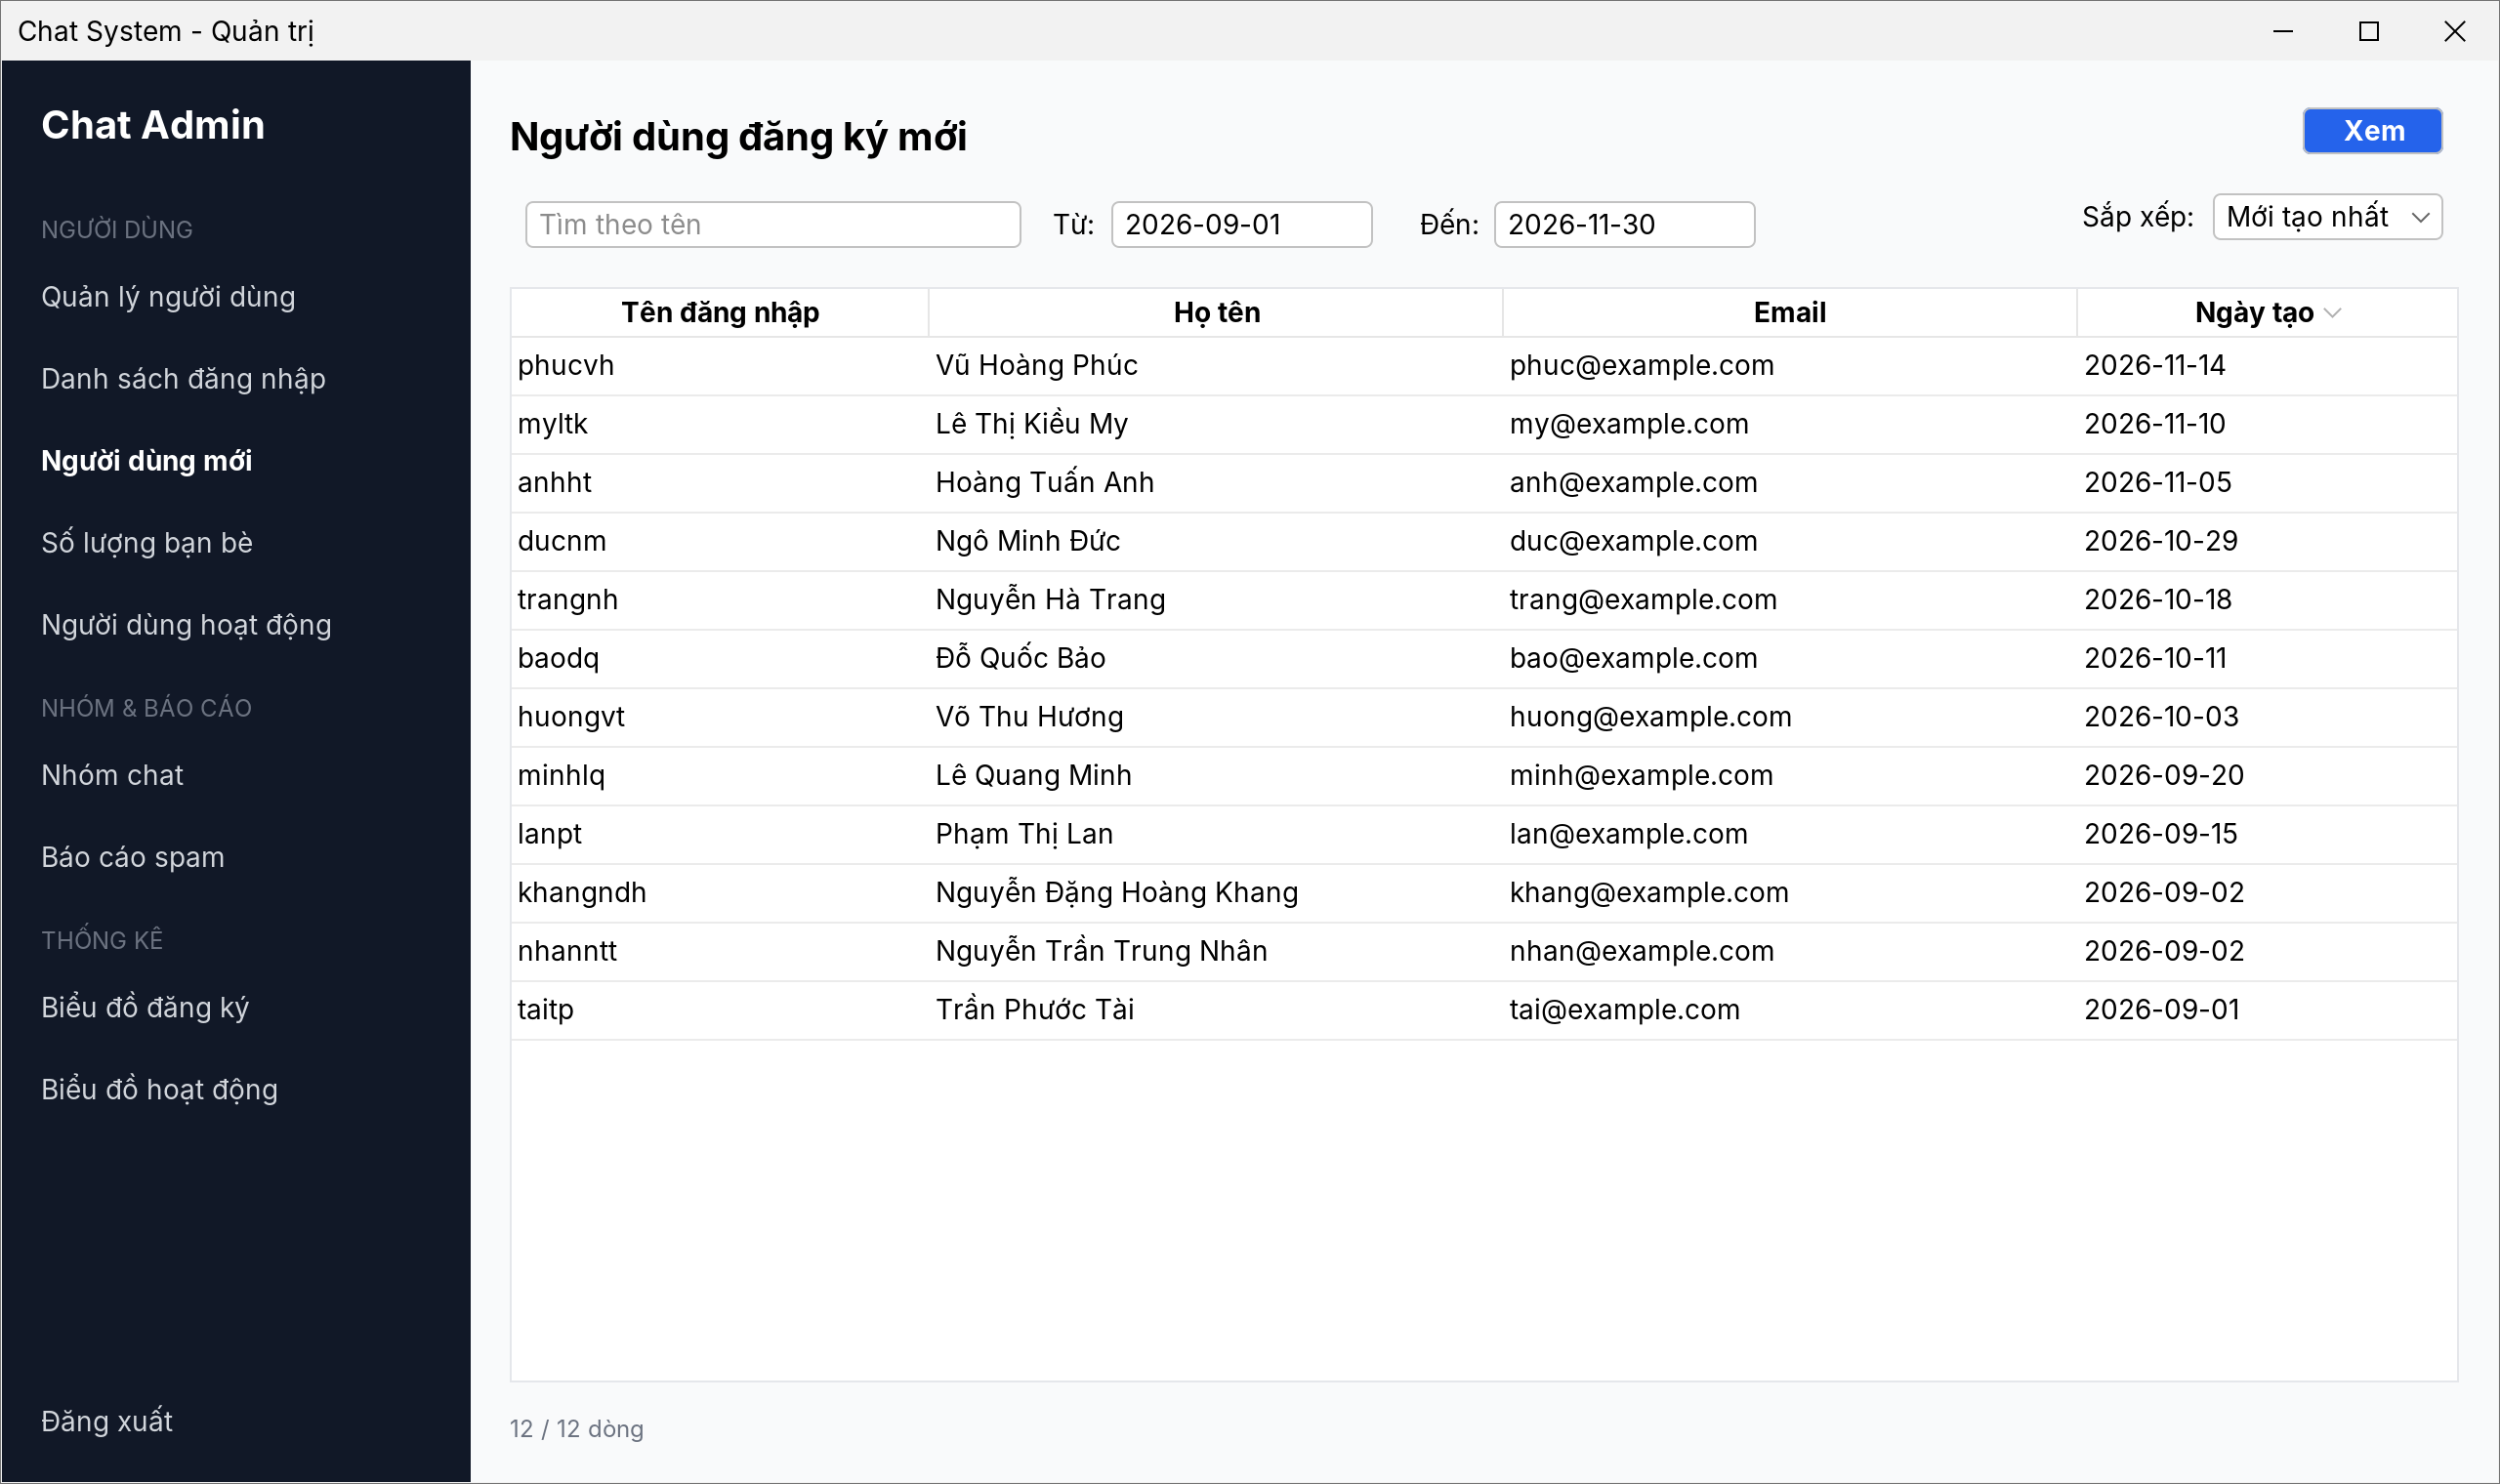 Chat System - Quản trị
Chat Admin
NGƯỜI DÙNG
Quản lý người dùng
Danh sách đăng nhập
Người dùng mới
Số lượng bạn bè
Người dùng hoạt động
NHÓM & BÁO CÁO
Nhóm chat
Báo cáo spam
THỐNG KÊ
Biểu đồ đăng ký
Biểu đồ hoạt động
Đăng xuất
Người dùng đăng ký mới
Xem
Tìm theo tên Từ: 2026-09-01 Đến: 2026-11-30 Sắp xếp: Mới tạo nhất
Tên đăng nhập Họ tên Email Ngày tạo
phucvh Vũ Hoàng Phúc phuc@example.com 2026-11-14
myltk Lê Thị Kiều My my@example.com 2026-11-10
anhht Hoàng Tuấn Anh anh@example.com 2026-11-05
ducnm Ngô Minh Đức duc@example.com 2026-10-29
trangnh Nguyễn Hà Trang trang@example.com 2026-10-18
baodq Đỗ Quốc Bảo bao@example.com 2026-10-11
huongvt Võ Thu Hương huong@example.com 2026-10-03
minhlq Lê Quang Minh minh@example.com 2026-09-20
lanpt Phạm Thị Lan lan@example.com 2026-09-15
khangndh Nguyễn Đặng Hoàng Khang khang@example.com 2026-09-02
nhanntt Nguyễn Trần Trung Nhân nhan@example.com 2026-09-02
taitp Trần Phước Tài tai@example.com 2026-09-01
12 / 12 dòng